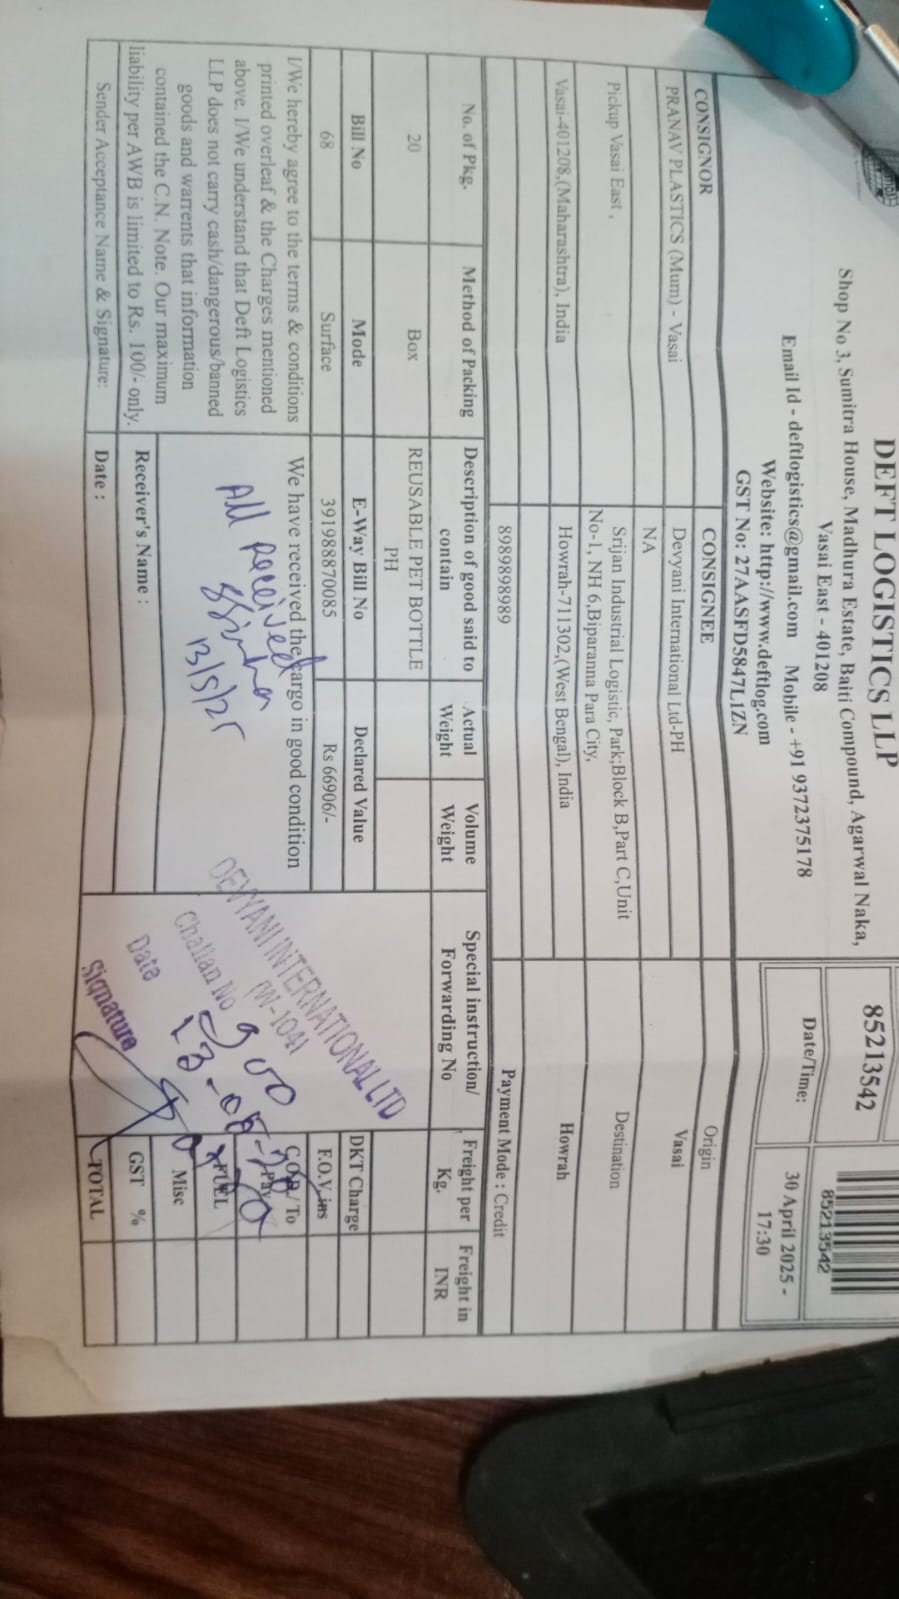 DEFT LOGISTICS LLP
Shop No 3, Sumitra House, Madhura Estate, Baiti Compound, Agarwal Naka,
Vasai East - 401208
Email Id - deftlogistics@gmail.com Mobile - +91 9372375178
Website: http://www.deftlog.com
GST No: 27AASFD5847L1ZN
85213542
85213542
Date/Time:
30 April 2025 -
17:30
CONSIGNOR
CONSIGNEE
Origin
PRANAV PLASTICS (Mum) - Vasai
Devyani International Ltd-PH
Vasai
NA
Pickup Vasai East ,
Srijan Industrial Logistic, Park;Block B,Part C,Unit
No-1, NH 6,Biparanna Para City,
Destination
Vasai-401208,(Maharashtra), India
Howrah-711302,(West Bengal), India
Howrah
8989898989
Payment Mode : Credit
No. of Pkg.
Method of Packing
Description of good said to
contain
Actual
Weight
Volume
Weight
Special instruction/
Forwarding No
Freight per
Kg.
Freight in
INR
20
Box
REUSABLE PET BOTTLE
PH
Bill No
Mode
E-Way Bill No
Declared Value
DKT Charge
68
Surface
391988870085
Rs 66906/-
F.O.V ins
I/We hereby agree to the terms & conditions
printed overleaf & the Charges mentioned
above. I/We understand that Deft Logistics
LLP does not carry cash/dangerous/banned
goods and warrents that information
contained the C.N. Note. Our maximum
liability per AWB is limited to Rs. 100/- only.
Sender Acceptance Name & Signature:
We have received the cargo in good condition
All Received
13/5/25
Receiver's Name :
Date :
DEVYANI INTERNATIONAL LTD
(W-104)
Challan No 900
Date
Signature
To
Pay
FUEL
Misc
GST %
TOTAL